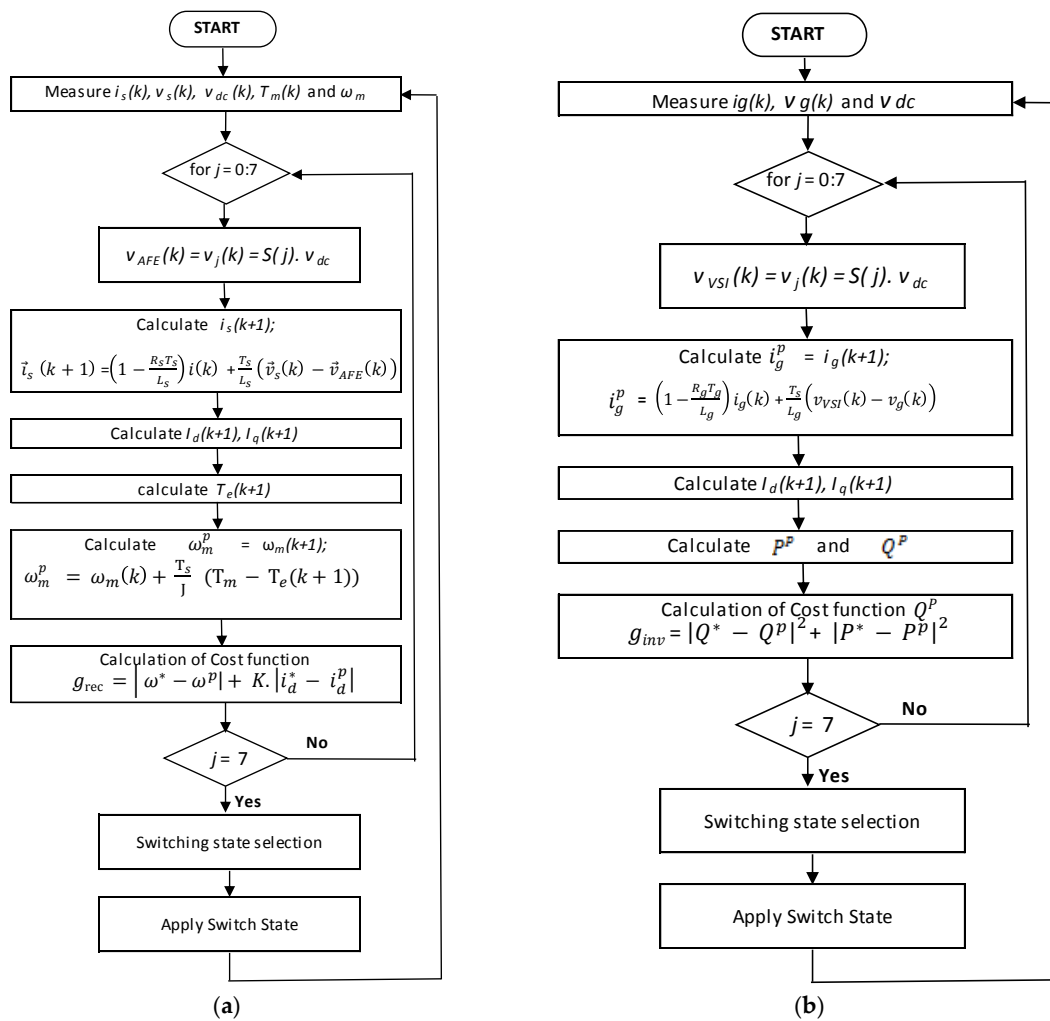 START
Measure i_s(k), v_s(k), v_dc(k), T_m(k) and ω_m
for j = 0:7
v_AFE(k) = v_j(k) = S(j). v_dc
Calculate i_s(k+1);
i⃗_s (k + 1) = (1 − R_sT_s/L_s) i(k) + T_s/L_s (v⃗_s(k) − v⃗_AFE(k))
Calculate I_d(k+1), I_q(k+1)
calculate T_e(k+1)
Calculate ω_m^p = ω_m(k+1);
ω_m^p = ω_m(k) + T_s/J (T_m − T_e(k + 1))
Calculation of Cost function
g_rec = | ω* − ω^p| + K. |i_d* − i_d^p|
j = 7
No
Yes
Switching state selection
Apply Switch State
(a)
START
Measure ig(k), v g(k) and v dc
for j = 0:7
v_VSI(k) = v_j(k) = S(j). v_dc
Calculate i_g^p = i_g(k+1);
i_g^p = (1 − R_gT_g/L_g) i_g(k) + T_s/L_g (v_VSI(k) − v_g(k))
Calculate I_d(k+1), I_q(k+1)
Calculate P^p and Q^p
Calculation of Cost function Q^P
g_inv = |Q* − Q^p|² + |P* − P^p|²
j = 7
No
Yes
Switching state selection
Apply Switch State
(b)